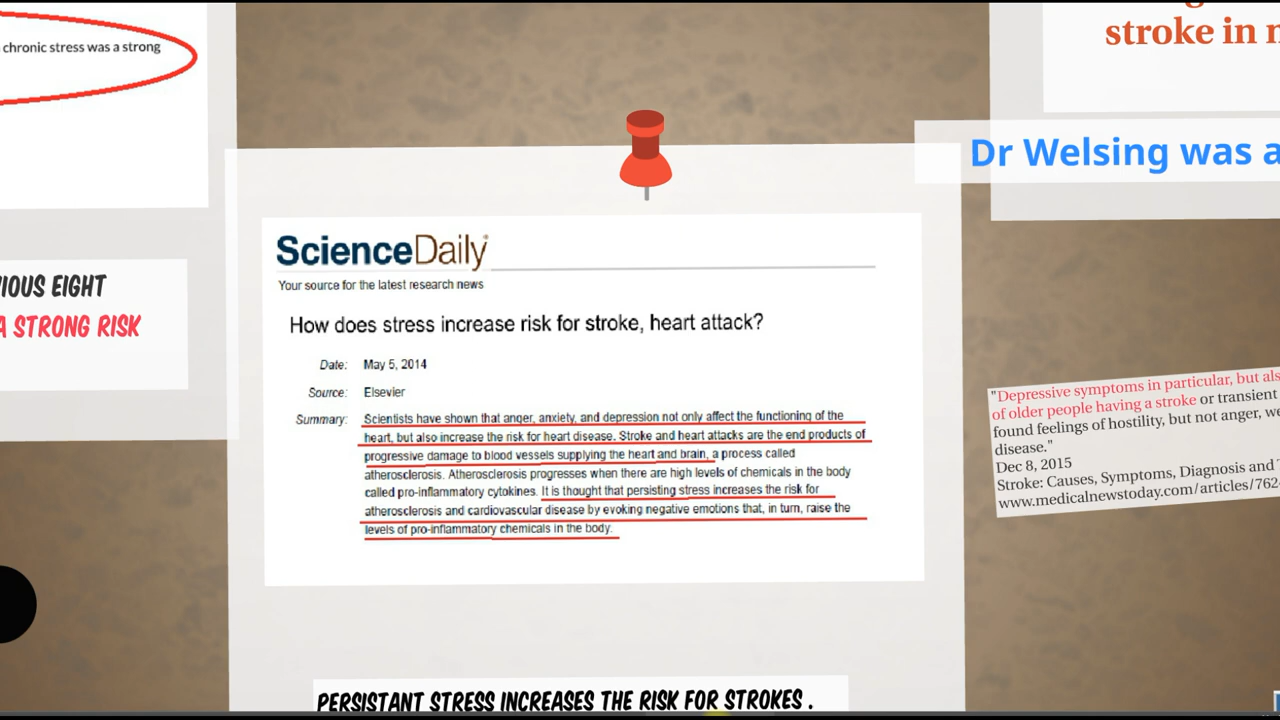 chronic stress was a strong
stroke in
Dr Welsing was a
IOUS EIGHT
A STRONG RISK
ScienceDaily
Your source for the latest research news
How does stress increase risk for stroke, heart attack?
Date: May 5, 2014
Source: Elsevier
Summary: Scientists have shown that anger, anxiety, and depression not only affect the functioning of the
heart, but also increase the risk for heart disease. Stroke and heart attacks are the end products of
progressive damage to blood vessels supplying the heart and brain, a process called
atherosclerosis. Atherosclerosis progresses when there are high levels of chemicals in the body
called pro-inflammatory cytokines. It is thought that persisting stress increases the risk for
atherosclerosis and cardiovascular disease by evoking negative emotions that, in turn, raise the
levels of pro-inflammatory chemicals in the body.
"Depressive symptoms in particular, but als
of older people having a stroke or transient
found feelings of hostility, but not anger, we
disease."
Dec 8, 2015
Stroke: Causes, Symptoms, Diagnosis and T
www.medicalnewstoday.com/articles/762
PERSISTANT STRESS INCREASES THE RISK FOR STROKES .